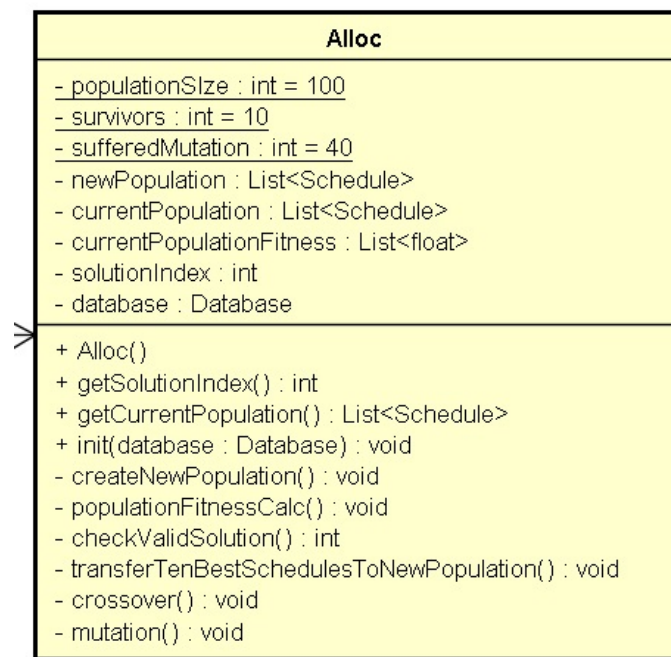 Alloc
- populationSIze : int = 100
- survivors : int = 10
- sufferedMutation : int = 40
- newPopulation : List<Schedule>
- currentPopulation : List<Schedule>
- currentPopulationFitness : List<float>
- solutionIndex : int
- database : Database
+ Alloc()
+ getSolutionIndex() : int
+ getCurrentPopulation() : List<Schedule>
+ init(database : Database) : void
- createNewPopulation() : void
- populationFitnessCalc() : void
- checkValidSolution() : int
- transferTenBestSchedulesToNewPopulation() : void
- crossover() : void
- mutation() : void